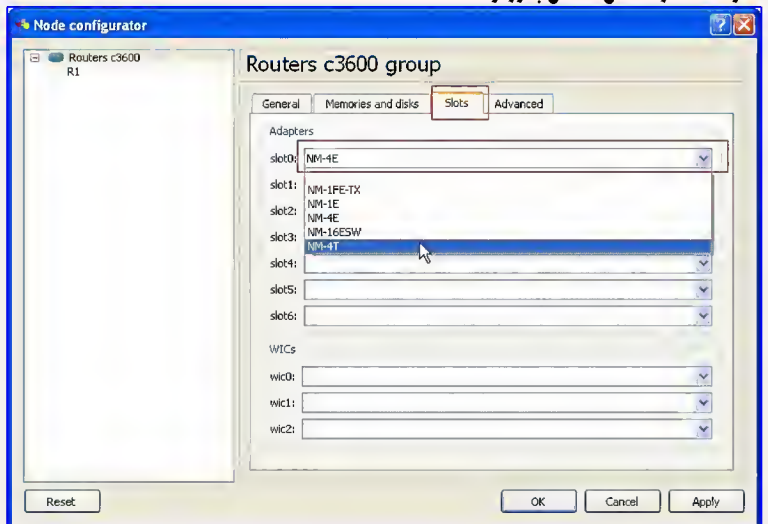 Node configurator
Routers c3600
R1
Routers c3600 group
General Memories and disks Slots Advanced
Adapters
slot0: NM-4E
slot1:
NM-1FE-TX
NM-1E
slot2:
NM-4E
NM-16ESW
slot3:
NM-4T
slot4:
slot5:
slot6:
WICs
wic0:
wic1:
wic2:
Reset OK Cancel Apply